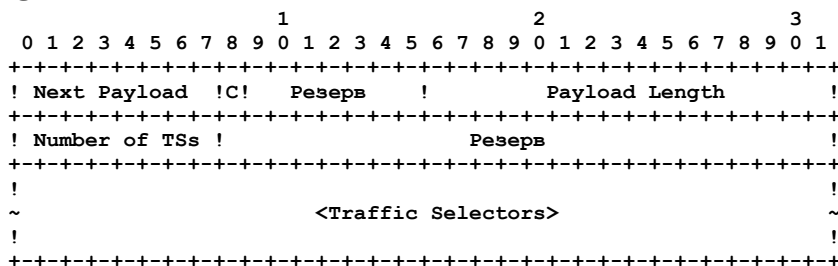 1                   2                   3
 0 1 2 3 4 5 6 7 8 9 0 1 2 3 4 5 6 7 8 9 0 1 2 3 4 5 6 7 8 9 0 1
+-+-+-+-+-+-+-+-+-+-+-+-+-+-+-+-+-+-+-+-+-+-+-+-+-+-+-+-+-+-+-+-+
! Next Payload  !C!   Резерв    !         Payload Length        !
+-+-+-+-+-+-+-+-+-+-+-+-+-+-+-+-+-+-+-+-+-+-+-+-+-+-+-+-+-+-+-+-+
! Number of TSs !                   Резерв                      !
+-+-+-+-+-+-+-+-+-+-+-+-+-+-+-+-+-+-+-+-+-+-+-+-+-+-+-+-+-+-+-+-+
!                                                               !
~                       <Traffic Selectors>                     ~
!                                                               !
+-+-+-+-+-+-+-+-+-+-+-+-+-+-+-+-+-+-+-+-+-+-+-+-+-+-+-+-+-+-+-+-+